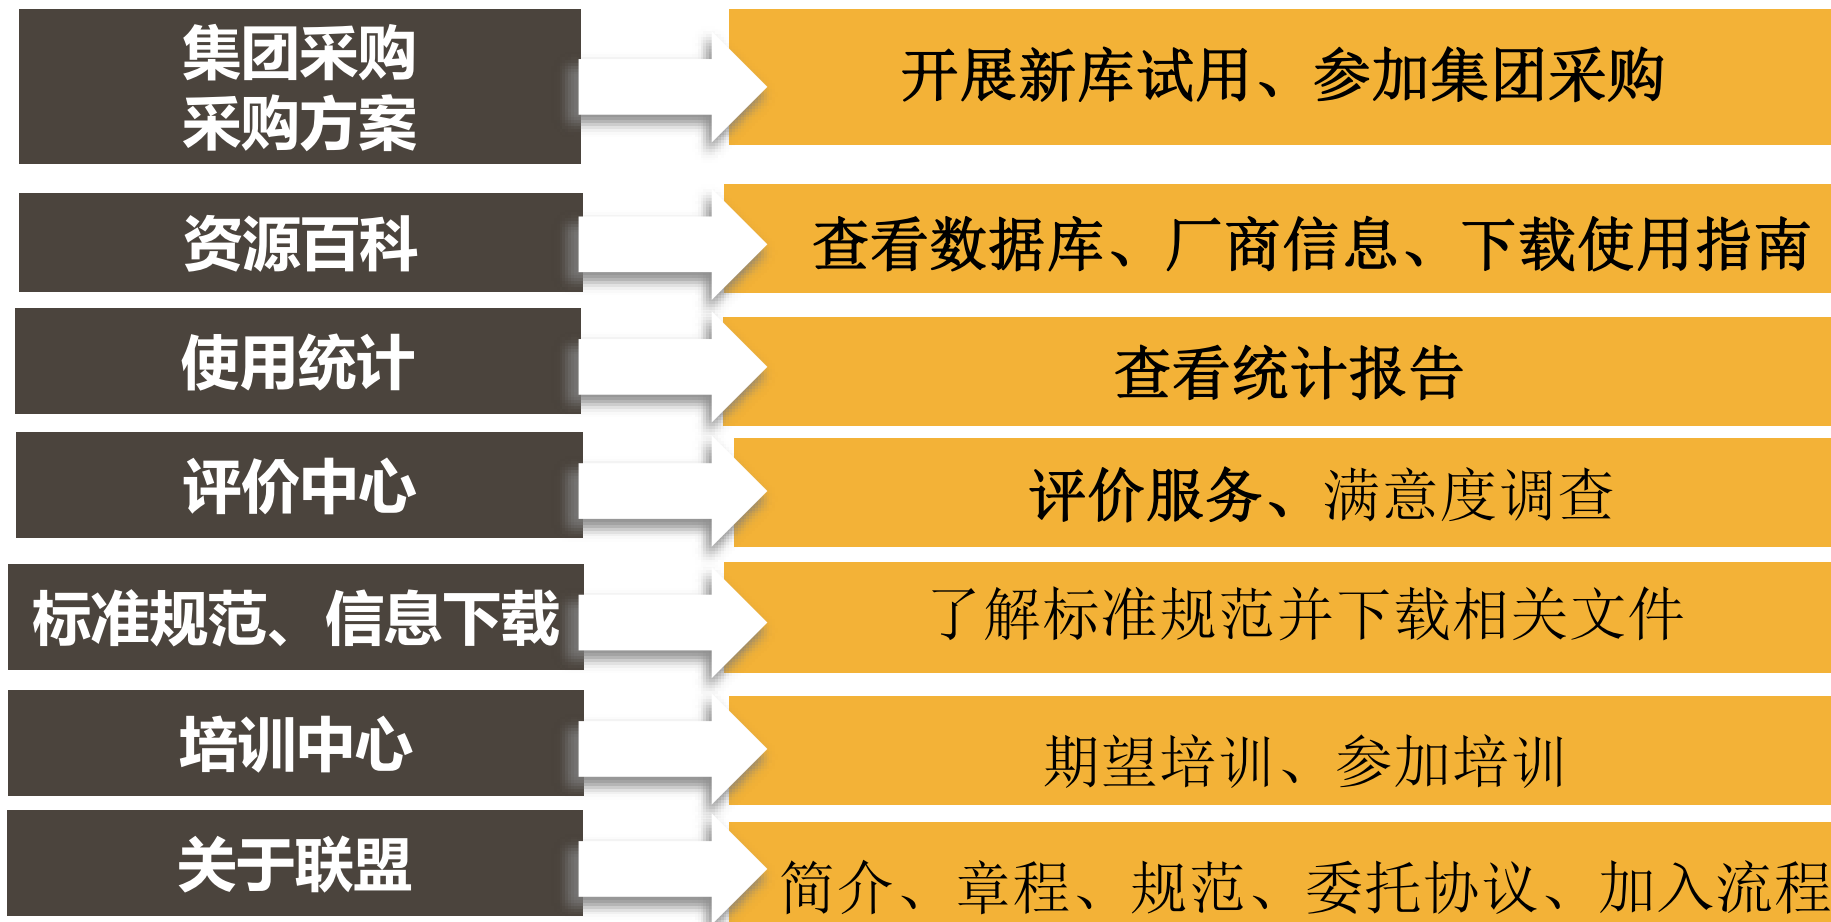 集团采购
采购方案
开展新库试用、参加集团采购
资源百科
查看数据库、厂商信息、下载使用指南
使用统计
查看统计报告
评价中心
评价服务、满意度调查
标准规范、信息下载
了解标准规范并下载相关文件
培训中心
期望培训、参加培训
关于联盟
简介、章程、规范、委托协议、加入流程